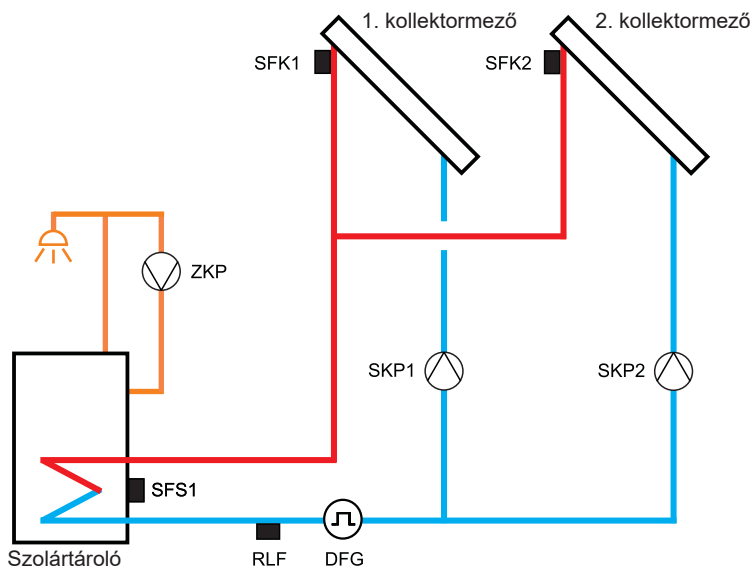 1. kollektormező
2. kollektormező
SFK1
SFK2
ZKP
SKP1
SKP2
SFS1
Szolártároló
RLF
DFG